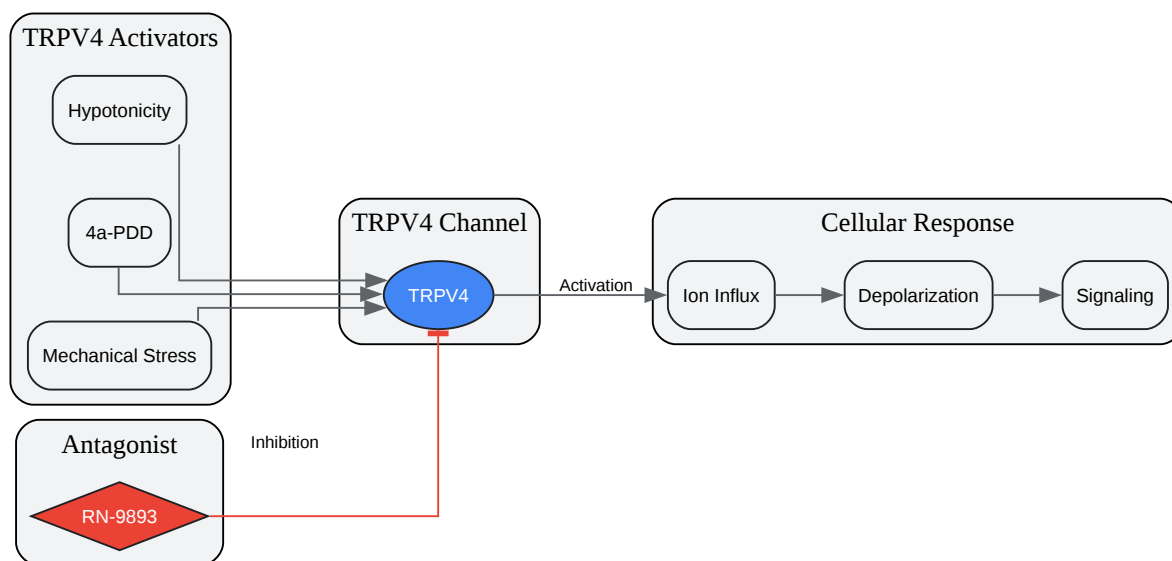 TRPV4 Activators
Hypotonicity
4a-PDD
Mechanical Stress
TRPV4 Channel
TRPV4
Activation
Cellular Response
Ion Influx
Depolarization
Signaling
Antagonist
Inhibition
RN-9893